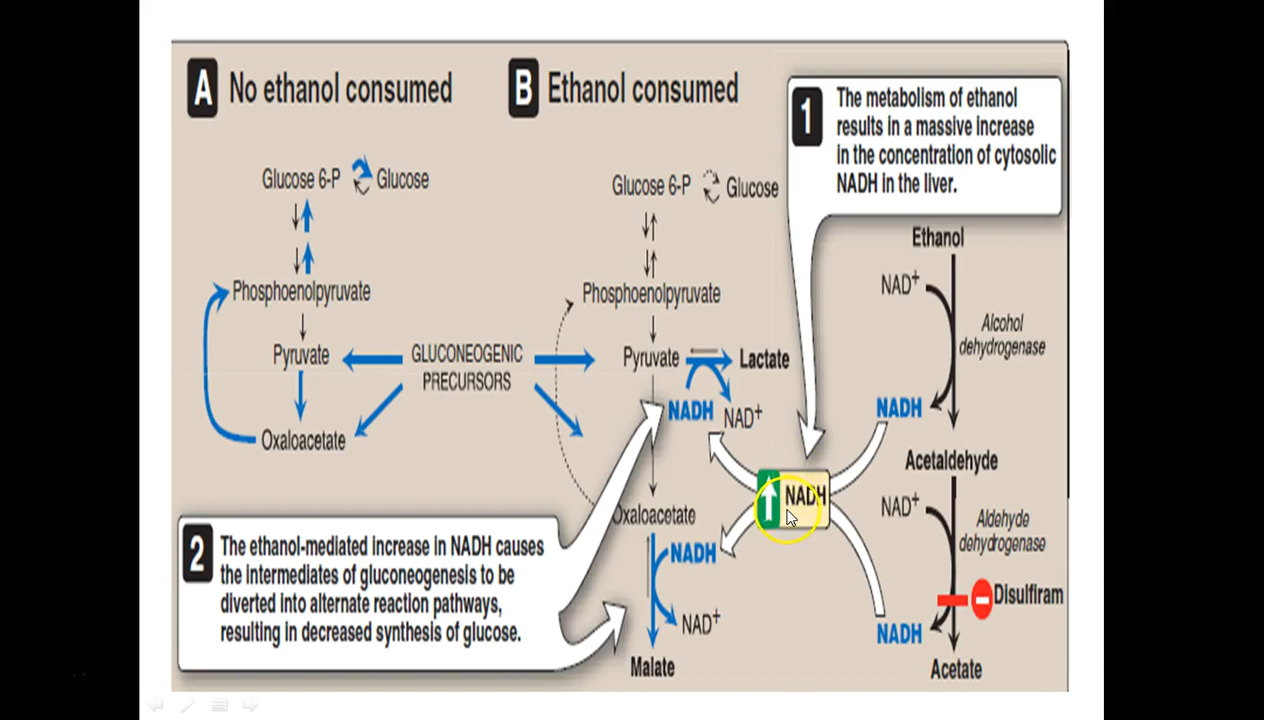 A No ethanol consumed
Glucose 6-P Glucose
Phosphoenolpyruvate
Pyruvate
Oxaloacetate
GLUCONEOGENIC
PRECURSORS
B Ethanol consumed
Glucose 6-P Glucose
Phosphoenolpyruvate
Pyruvate Lactate
NADH NAD+
Oxaloacetate
NADH
NAD+
Malate
1
The metabolism of ethanol
results in a massive increase
in the concentration of cytosolic
NADH in the liver.
Ethanol
NAD+
Alcohol
dehydrogenase
NADH
Acetaldehyde
NADH
NAD+
Aldehyde
dehydrogenase
Disulfiram
NADH
Acetate
2
The ethanol-mediated increase in NADH causes
the intermediates of gluconeogenesis to be
diverted into alternate reaction pathways,
resulting in decreased synthesis of glucose.